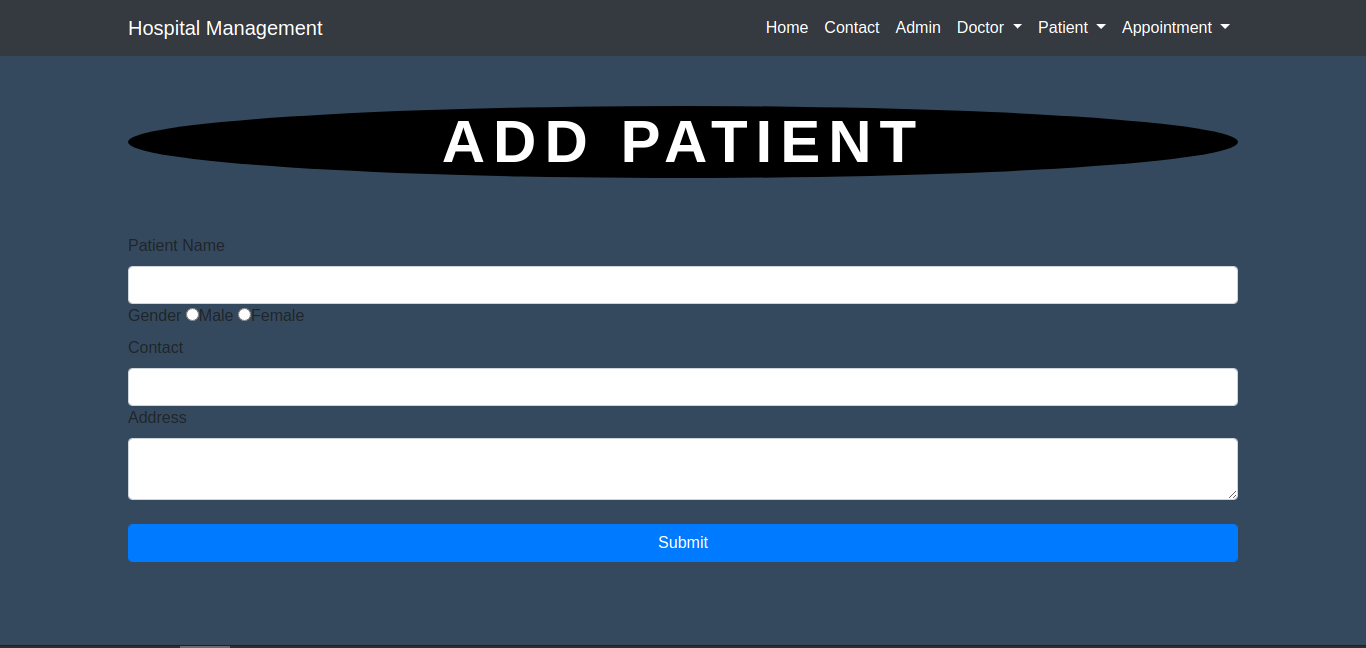 Hospital Management Home Contact Admin Doctor Patient Appointment
ADD PATIENT
Patient Name
Gender Male Female
Contact
Address
Submit